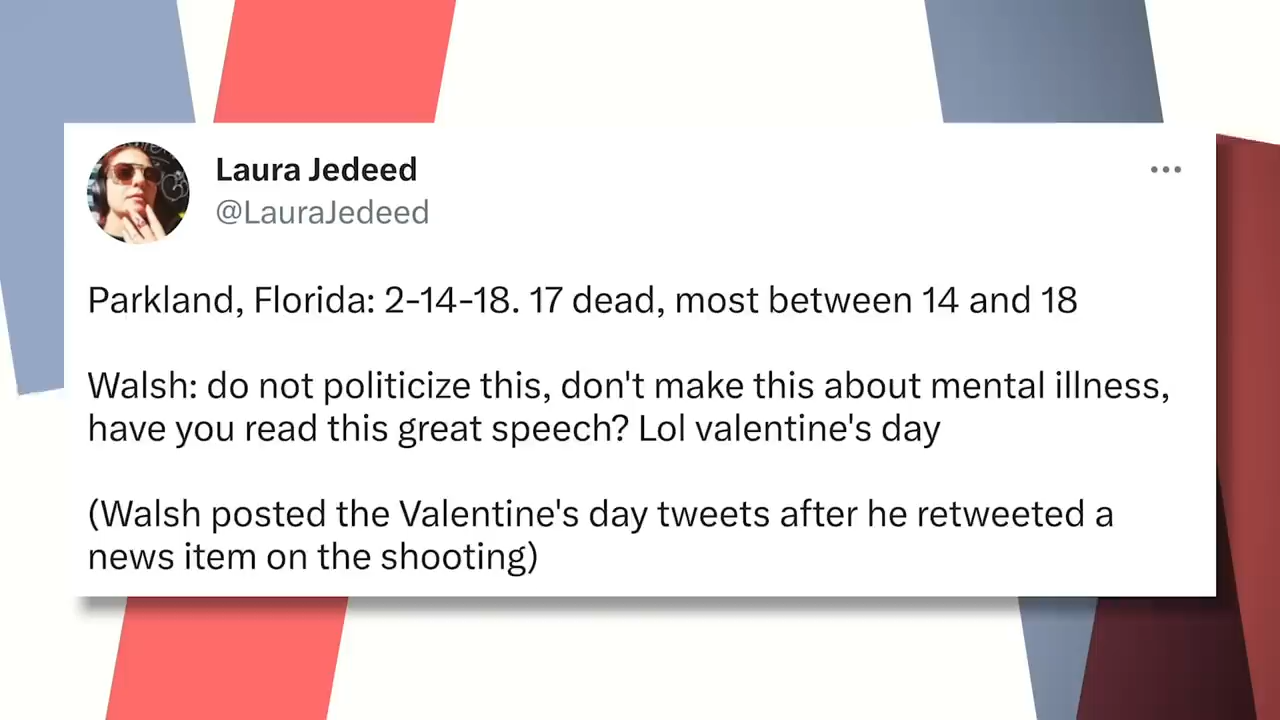 Laura Jedeed
@LauraJedeed
Parkland, Florida: 2-14-18. 17 dead, most between 14 and 18
Walsh: do not politicize this, don't make this about mental illness,
have you read this great speech? Lol valentine's day
(Walsh posted the Valentine's day tweets after he retweeted a
news item on the shooting)